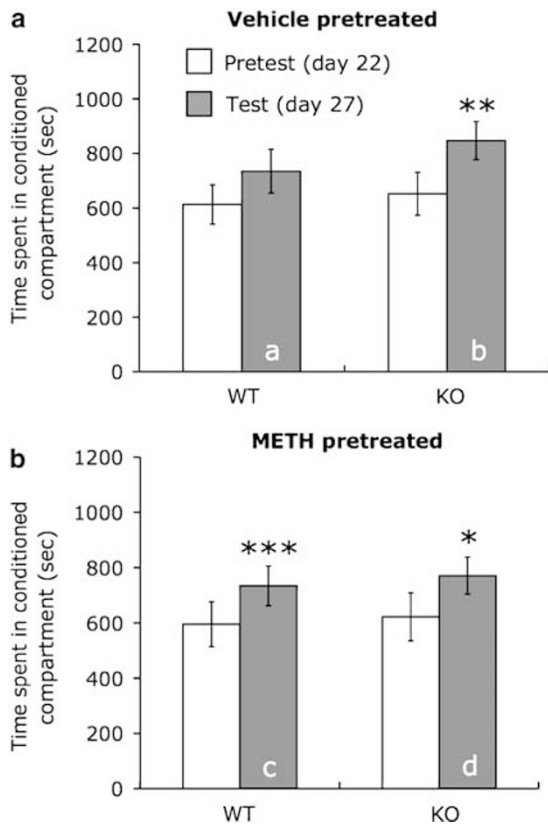 a
Vehicle pretreated
Time spent in conditioned
compartment (sec)
1200
1000
800
600
400
200
0
Pretest (day 22)
Test (day 27)
**
a
b
WT
KO
b
METH pretreated
Time spent in conditioned
compartment (sec)
1200
1000
800
600
400
200
0
***
*
c
d
WT
KO